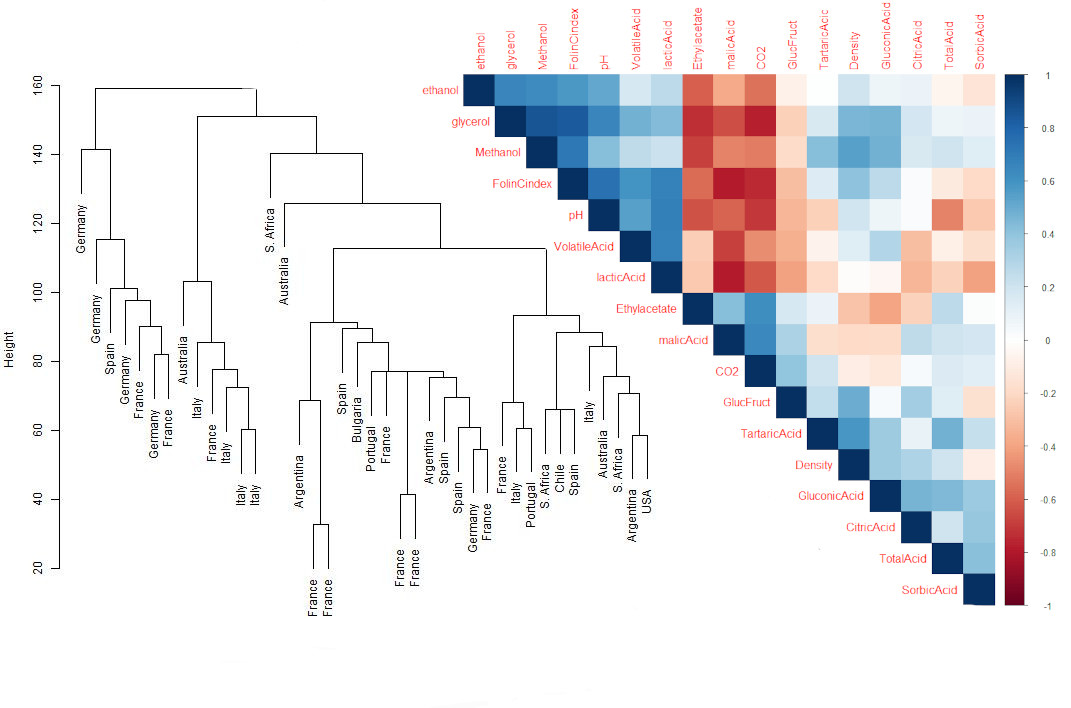 Height
20
40
60
80
100
120
140
160
Germany
Germany
Spain
Germany
France
Germany
France
Australia
Italy
France
Italy
Italy
Italy
S. Africa
Australia
Argentina
France
France
Spain
Bulgaria
Portugal
France
France
France
Argentina
Spain
Spain
Germany
France
France
Italy
Portugal
S. Africa
Chile
Spain
Italy
Australia
S. Africa
Argentina
USA
ethanol
glycerol
Methanol
FolinCindex
pH
VolatileAcid
lacticAcid
Ethylacetate
malicAcid
CO2
GlucFruct
TartaricAcic
Density
GluconicAcid
CitricAcid
TotalAcid
SorbicAcid
ethanol
glycerol
Methanol
FolinCindex
pH
VolatileAcid
lacticAcid
Ethylacetate
malicAcid
CO2
GlucFruct
TartaricAcid
Density
GluconicAcid
CitricAcid
TotalAcid
SorbicAcid
1
0.8
0.6
0.4
0.2
0
-0.2
-0.4
-0.6
-0.8
-1